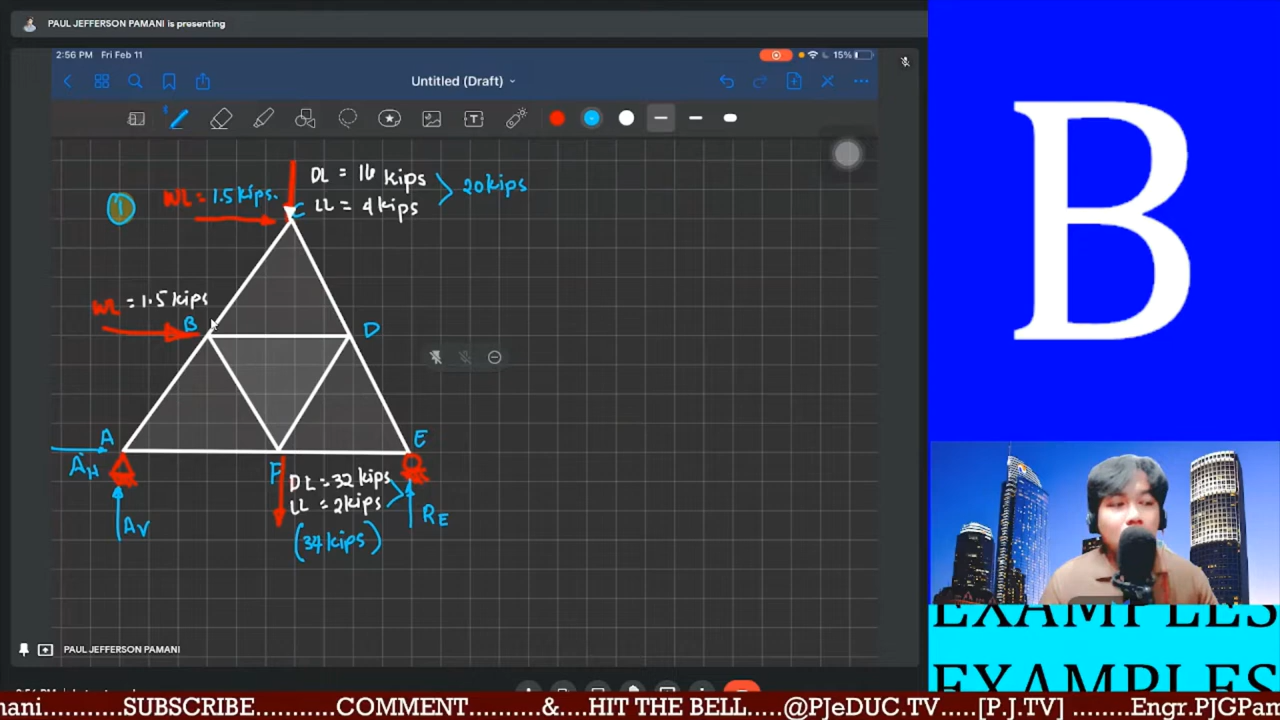 PAUL JEFFERSON PAMANI is presenting
2:56 PM Fri Feb 11
15%
Untitled (Draft)
1
WL = 1.5 kips.
DL = 16 kips
LL = 4 kips
20 kips
C
WL = 1.5 kips
B
D
A
E
AH
F
DL = 32 kips
LL = 2 kips
(34 kips)
AV
RE
PAUL JEFFERSON PAMANI
B
EXAMPLES
EXAMPLES
mani..........SUBSCRIBE..........COMMENT..........&....HIT THE BELL.....@PJeDUC.TV.....[P.J.TV] .....Engr.PJGPam